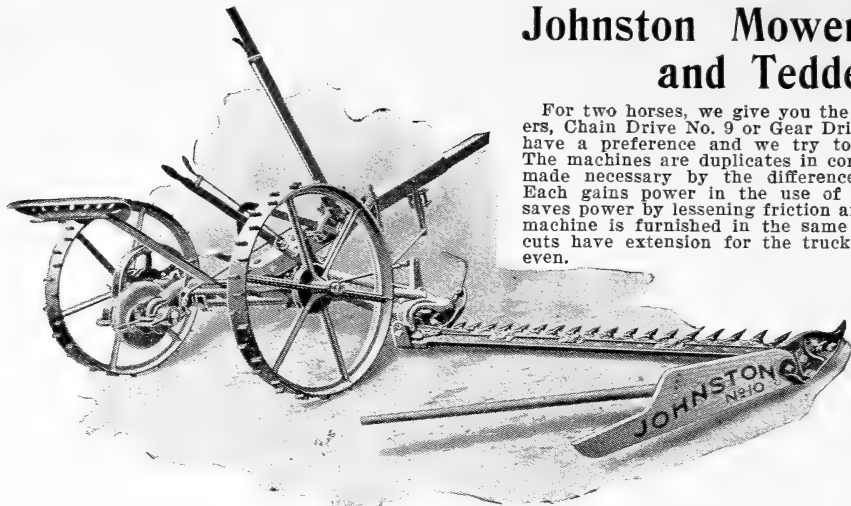 Johnston Mower
and Tedde
For two horses, we give you the
ers, Chain Drive No. 9 or Gear Dri
have a preference and we try to
The machines are duplicates in con
made necessary by the difference
Each gains power in the use of
saves power by lessening friction a
machine is furnished in the same
cuts have extension for the truck
even.
JOHNSTON
No10